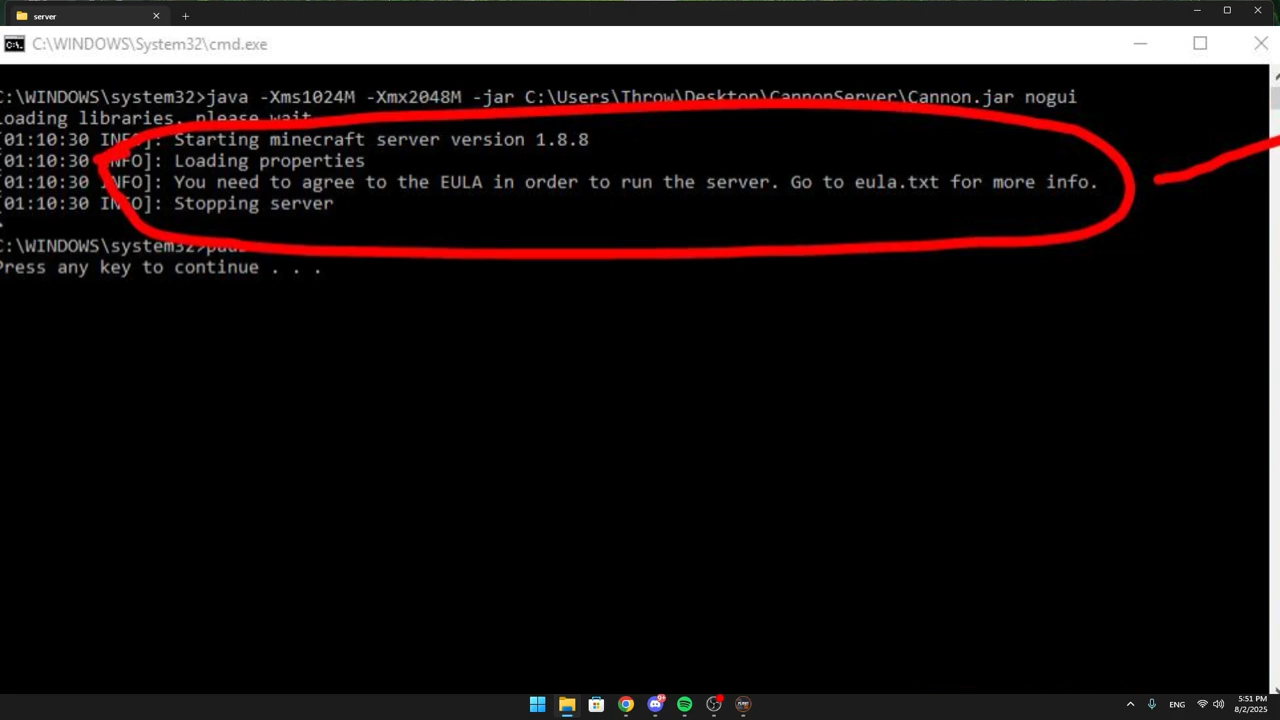 server
C:\WINDOWS\System32\cmd.exe
C:\WINDOWS\system32>java -Xms1024M -Xmx2048M -jar C:\Users\Throw\Desktop\CannonServer\Cannon.jar nogui
Loading libraries, please wait
[01:10:30 INFO]: Starting minecraft server version 1.8.8
[01:10:30 INFO]: Loading properties
[01:10:30 INFO]: You need to agree to the EULA in order to run the server. Go to eula.txt for more info.
[01:10:30 INFO]: Stopping server
C:\WINDOWS\system32>pause
Press any key to continue . . .
ENG
5:51 PM
8/2/2025